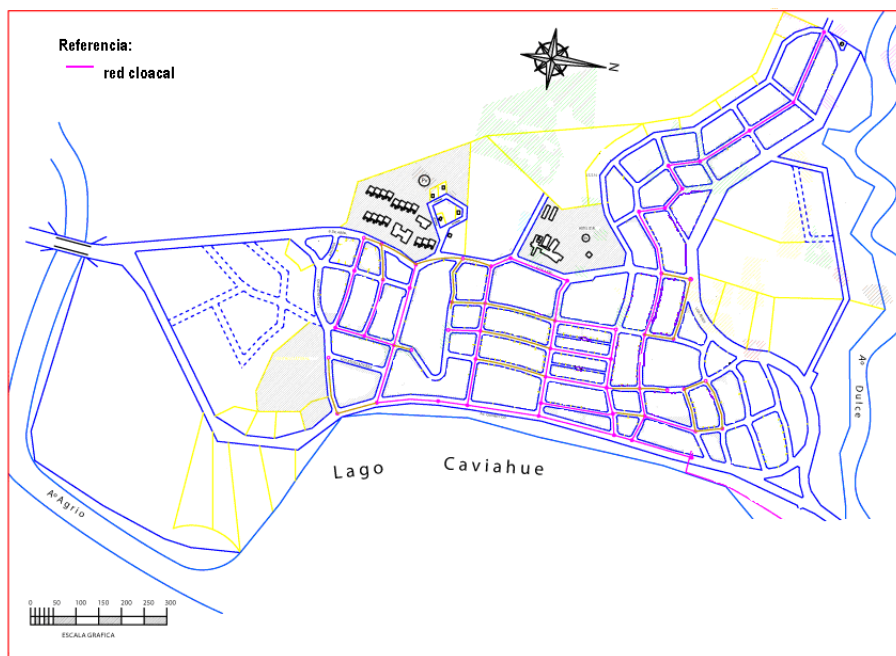 Referencia:
red cloacal
N
Lago Caviahue
Aº Dulce
Aº Agrio
0 50 100 150 200 250 300
ESCALA GRAFICA